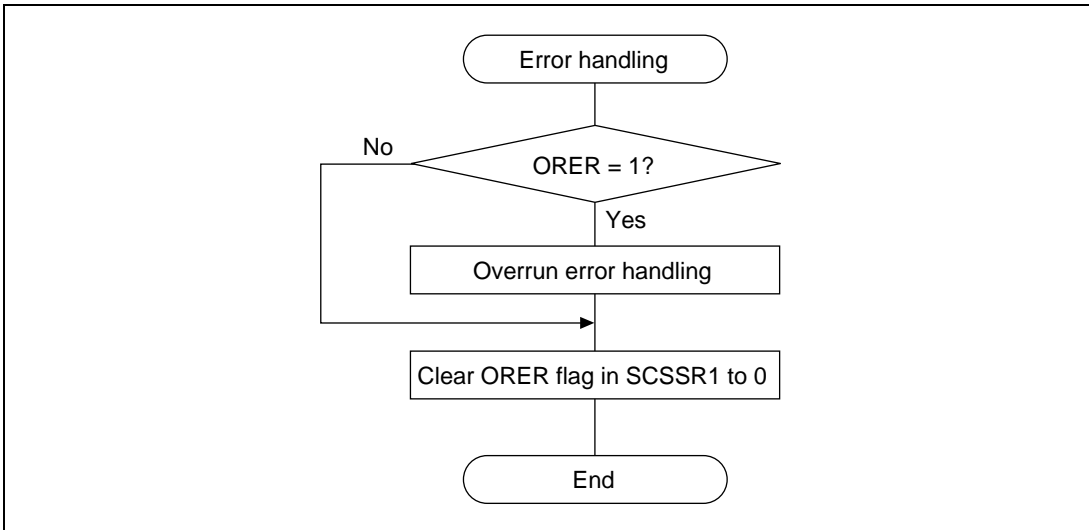 Error handling
No
ORER = 1?
Yes
Overrun error handling
Clear ORER flag in SCSSR1 to 0
End